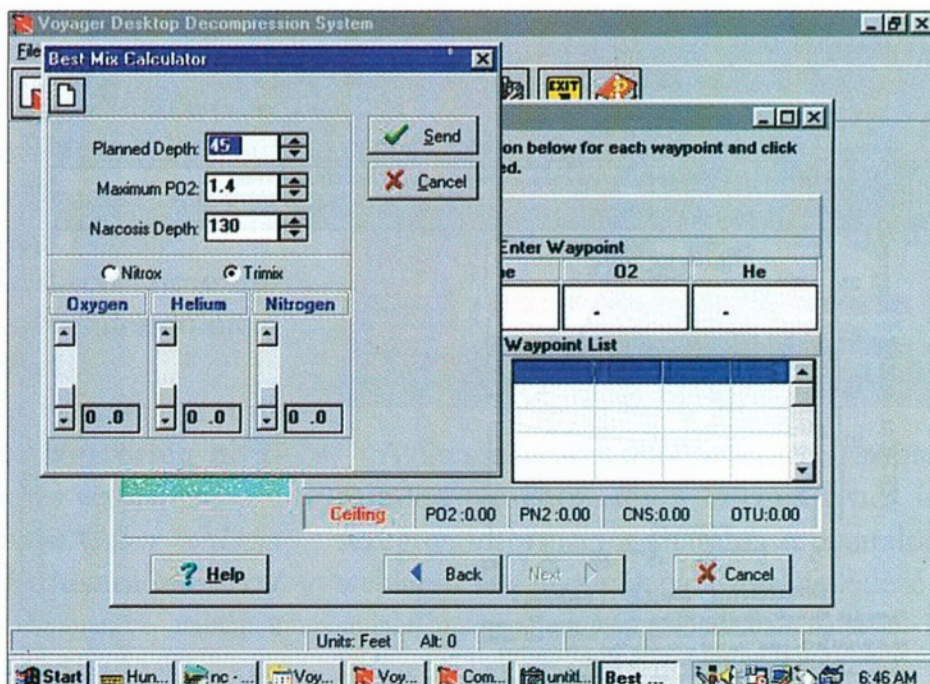 Voyager Desktop Decompression System
File
Best Mix Calculator
EXIT
Planned Depth: 45
Maximum PO2: 1.4
Narcosis Depth: 130
Send
Cancel
Nitrox
Trimix
Oxygen Helium Nitrogen
0 .0 0 .0 0 .0
on below for each waypoint and click
ed.
Enter Waypoint
O2 He
. .
Waypoint List
Ceiling PO2:0.00 PN2:0.00 CNS:0.00 OTU:0.00
? Help Back Next Cancel
Units: Feet Alt: 0
Start Hun... nc - ... Voy... Voy... Com... untitl... Best ... 6:46 AM